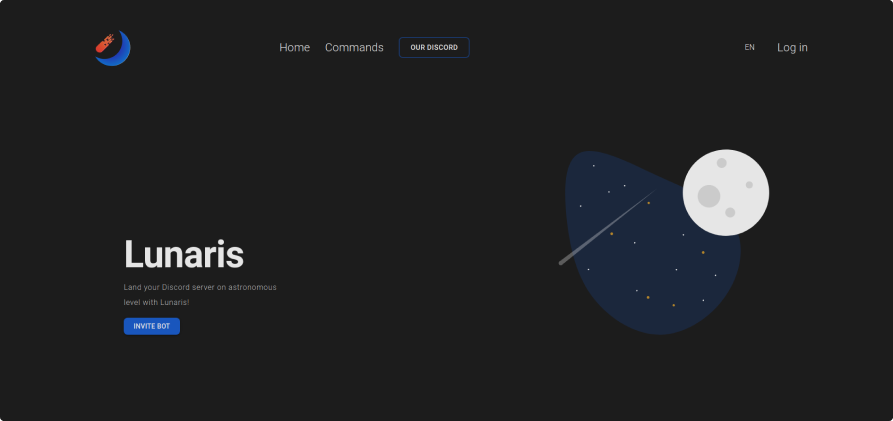 Home Commands OUR DISCORD EN Log in
Lunaris
Land your Discord server on astronomous
level with Lunaris!
INVITE BOT